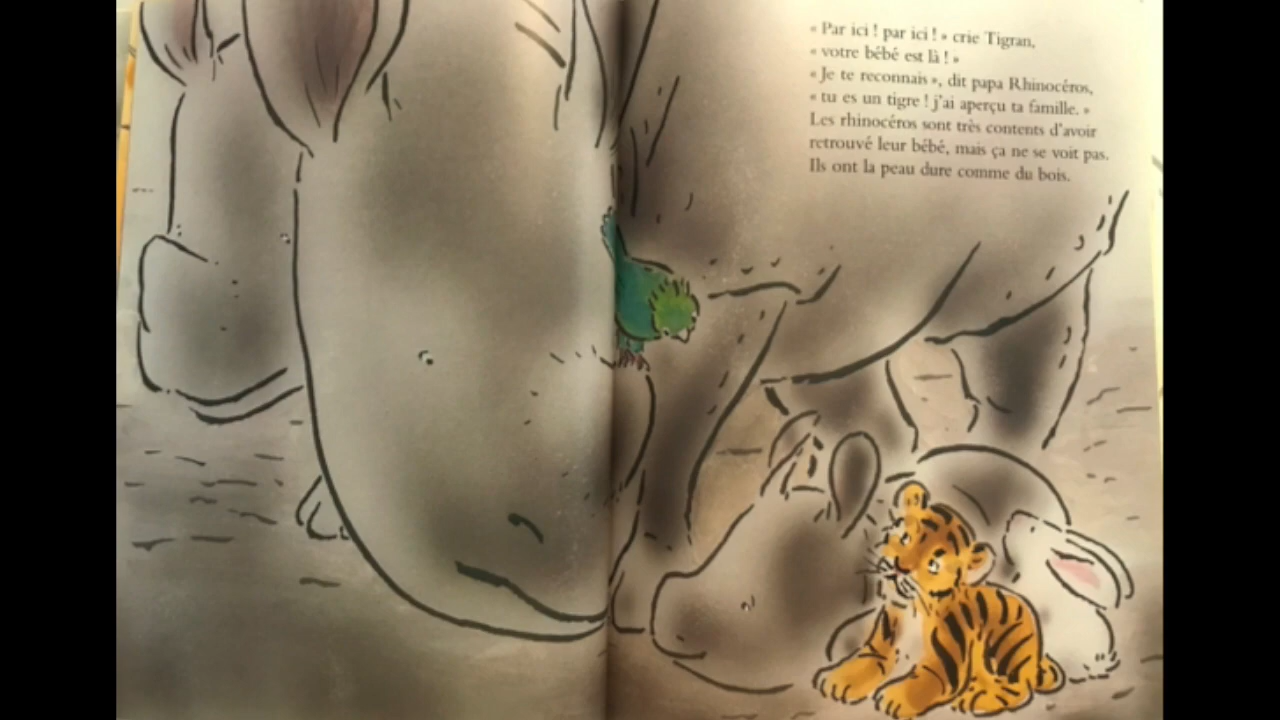 « Par ici ! par ici ! » crie Tigran,
« votre bébé est là ! »
« Je te reconnais », dit papa Rhinocéros,
« tu es un tigre ! j'ai aperçu ta famille. »
Les rhinocéros sont très contents d'avoir
retrouvé leur bébé, mais ça ne se voit pas.
Ils ont la peau dure comme du bois.